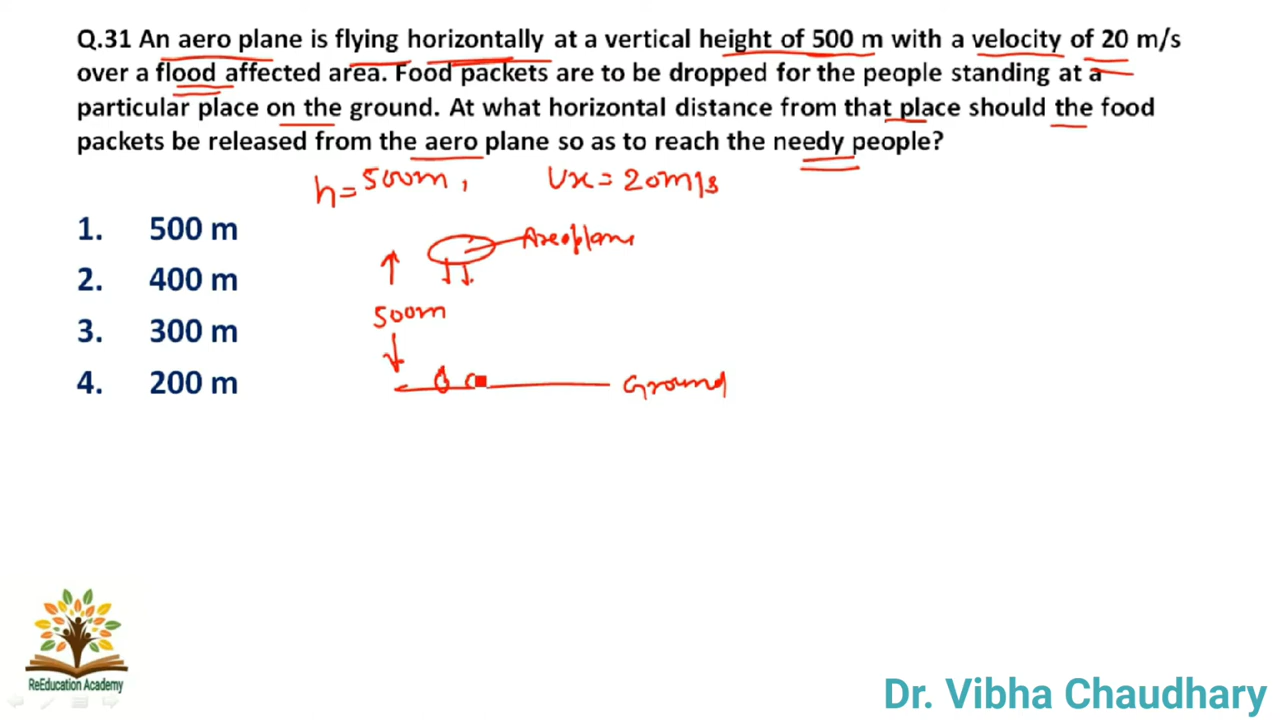 Q.31 An aero plane is flying horizontally at a vertical height of 500 m with a velocity of 20 m/s
over a flood affected area. Food packets are to be dropped for the people standing at a
particular place on the ground. At what horizontal distance from that place should the food
packets be released from the aero plane so as to reach the needy people?
h = 500m, Ux = 20m/s
1. 500 m
Aeroplane
2. 400 m
500m
3. 300 m
4. 200 m
Ground
ReEducation Academy
Dr. Vibha Chaudhary